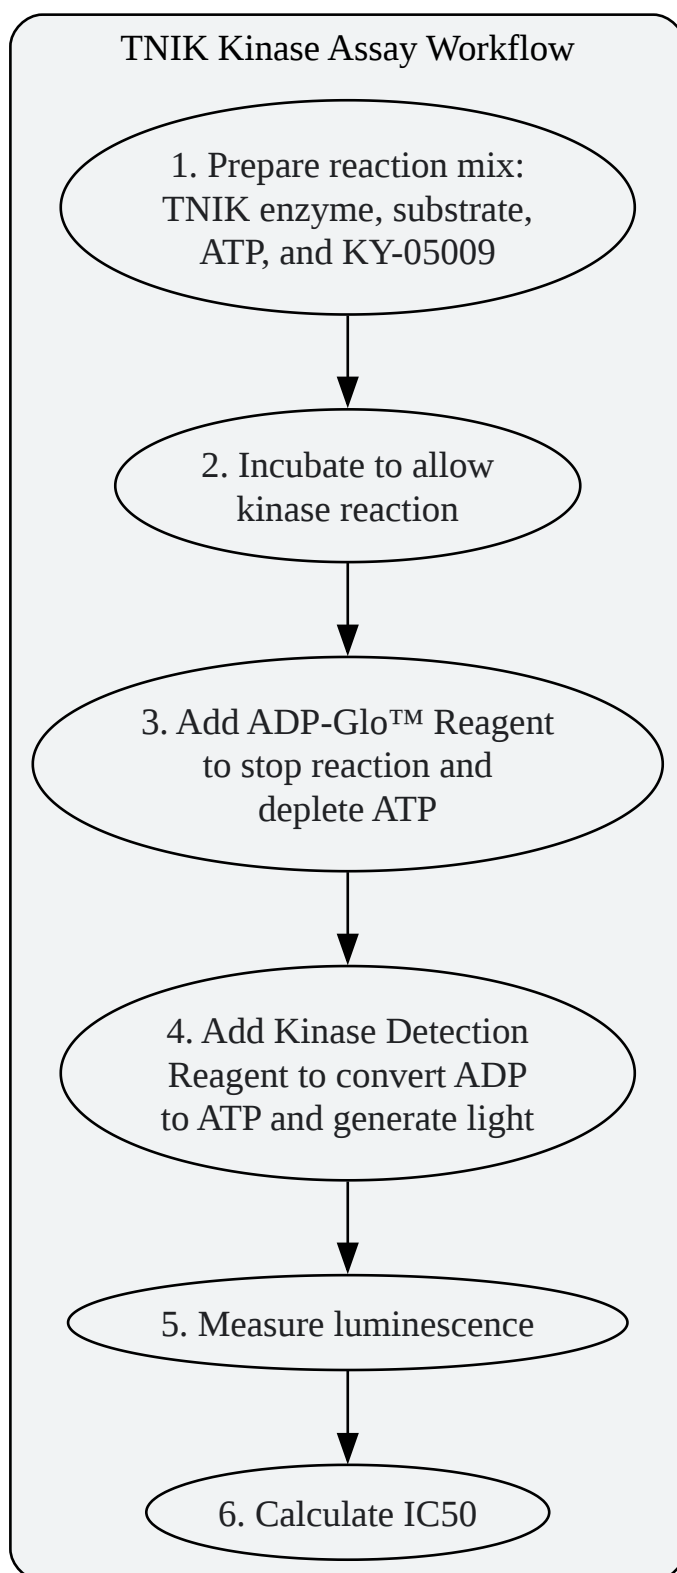 TNIK Kinase Assay Workflow
1. Prepare reaction mix:
TNIK enzyme, substrate,
ATP, and KY-05009
2. Incubate to allow
kinase reaction
3. Add ADP-Glo™ Reagent
to stop reaction and
deplete ATP
4. Add Kinase Detection
Reagent to convert ADP
to ATP and generate light
5. Measure luminescence
6. Calculate IC50